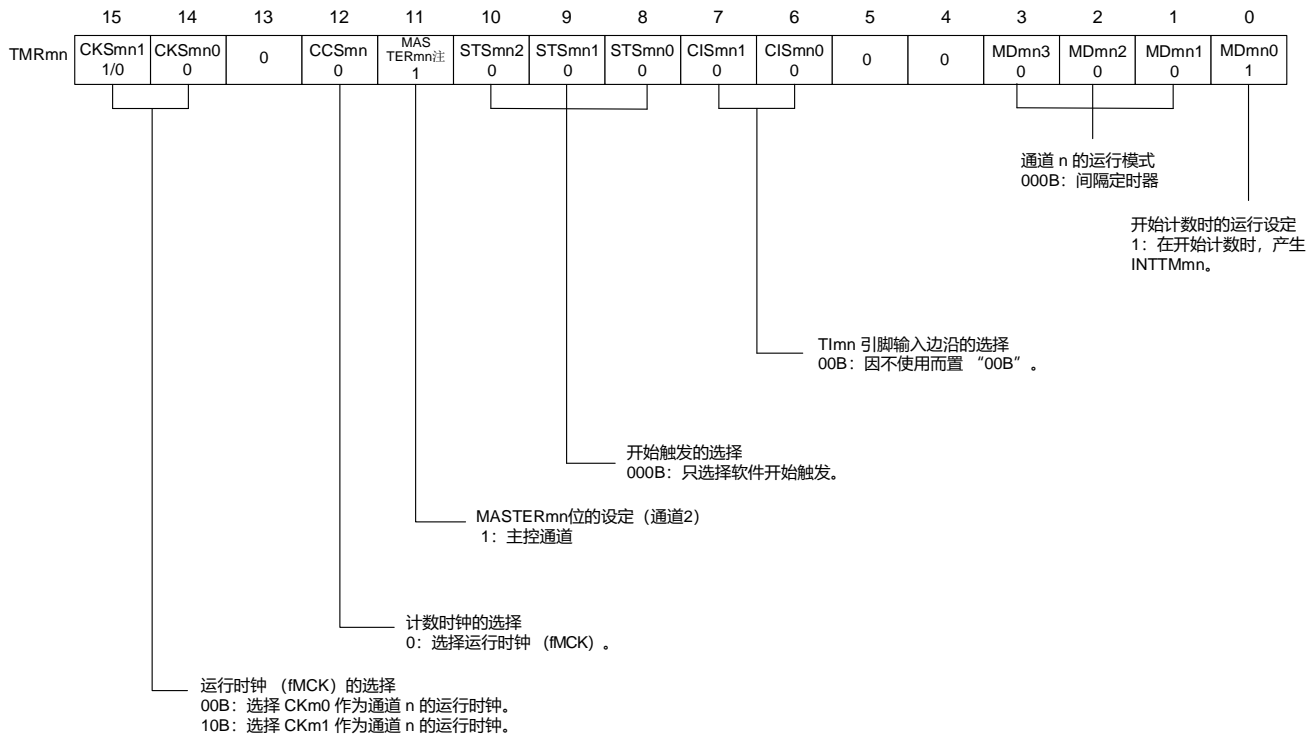 15 14 13 12 11 10 9 8 7 6 5 4 3 2 1 0
TMRmn CKSmn1 CKSmn0 0 CCSmn MAS TERmn注 STSmn2 STSmn1 STSmn0 CISmn1 CISmn0 0 0 MDmn3 MDmn2 MDmn1 MDmn0
1/0 0 0 1 0 0 0 0 0 0 0 0 1
通道 n 的运行模式
000B：间隔定时器
开始计数时的运行设定
1：在开始计数时，产生
INTTMmn。
TImn 引脚输入边沿的选择
00B：因不使用而置 “00B”。
开始触发的选择
000B：只选择软件开始触发。
MASTERmn位的设定（通道2）
1：主控通道
计数时钟的选择
0：选择运行时钟 （fMCK）。
运行时钟 （fMCK）的选择
00B：选择 CKm0 作为通道 n 的运行时钟。
10B：选择 CKm1 作为通道 n 的运行时钟。